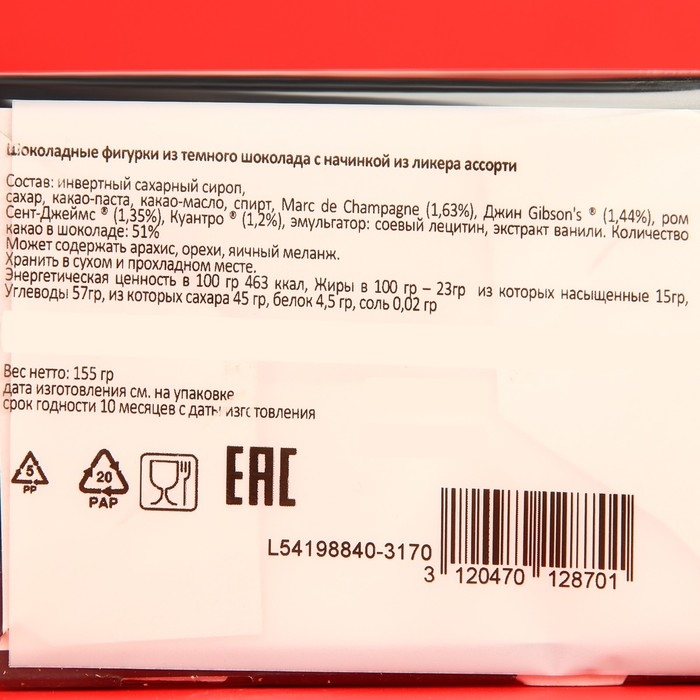 Шоколадные фигурки из темного шоколада с начинкой из ликера ассорти
Состав: инвертный сахарный сироп,
сахар, какао-паста, какао-масло, спирт, Marc de Champagne (1,63%), Джин Gibson's ® (1,44%), ром
Сент-Джеймс ® (1,35%), Куантро ® (1,2%), эмульгатор: соевый лецитин, экстракт ванили. Количество
какао в шоколаде: 51%
Может содержать арахис, орехи, яичный меланж.
Хранить в сухом и прохладном месте.
Энергетическая ценность в 100 гр 463 ккал, Жиры в 100 гр – 23гр из которых насыщенные 15гр,
Углеводы 57гр, из которых сахара 45 гр, белок 4,5 гр, соль 0,02 гр
Вес нетто: 155 гр
дата изготовления см. на упаковке
срок годности 10 месяцев с даты изготовления
5
PP
20
PAP
EAC
L54198840-3170
3 120470 128701